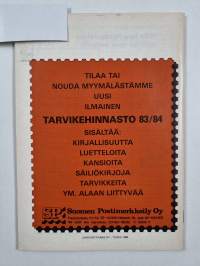 TILAA TAI
NOUDA MYYMÄLÄSTÄMME
UUSI
ILMAINEN
TARVIKEHINNASTO 83/84
SISÄLTÄÄ:
KIRJALLISUUTTA
LUETTELOITA
KANSIOITA
SÄILIÖKIRJOJA
TARVIKKEITA
YM. ALAAN LIITTYVÄÄ
Suomen Postimerkkeily Oy